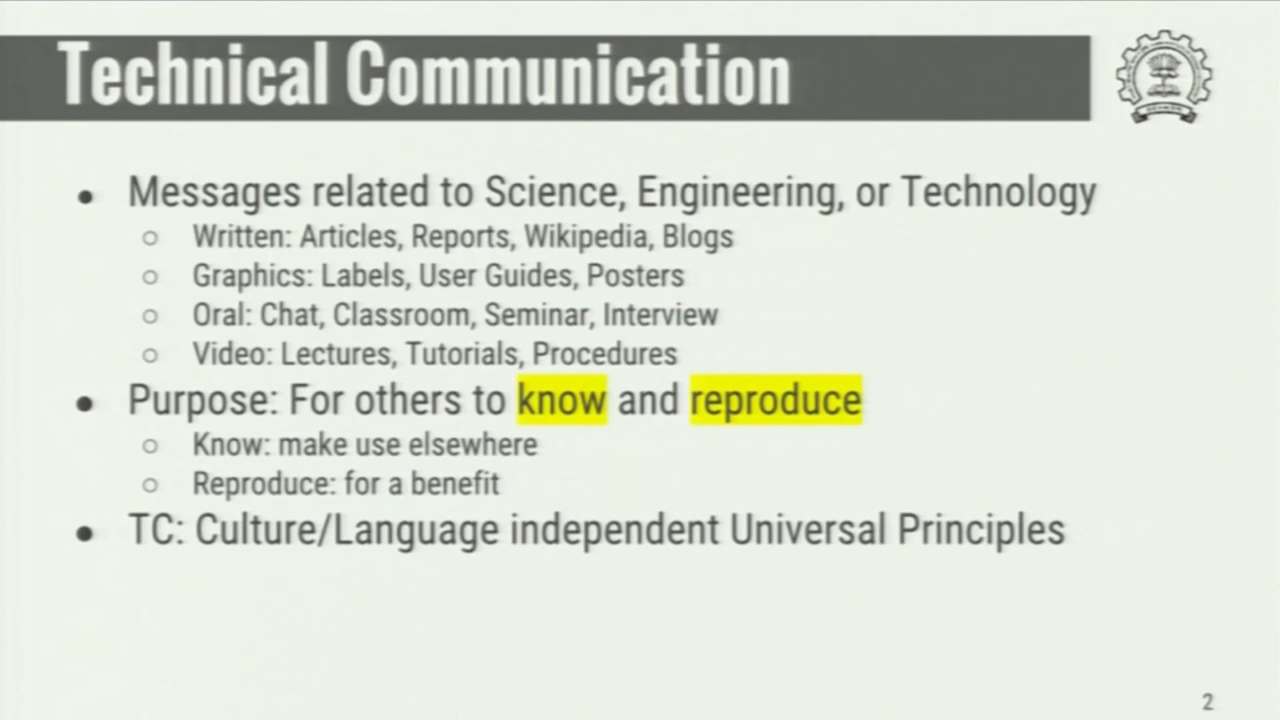 Technical Communication
● Messages related to Science, Engineering, or Technology
○ Written: Articles, Reports, Wikipedia, Blogs
○ Graphics: Labels, User Guides, Posters
○ Oral: Chat, Classroom, Seminar, Interview
○ Video: Lectures, Tutorials, Procedures
● Purpose: For others to know and reproduce
○ Know: make use elsewhere
○ Reproduce: for a benefit
● TC: Culture/Language independent Universal Principles
2